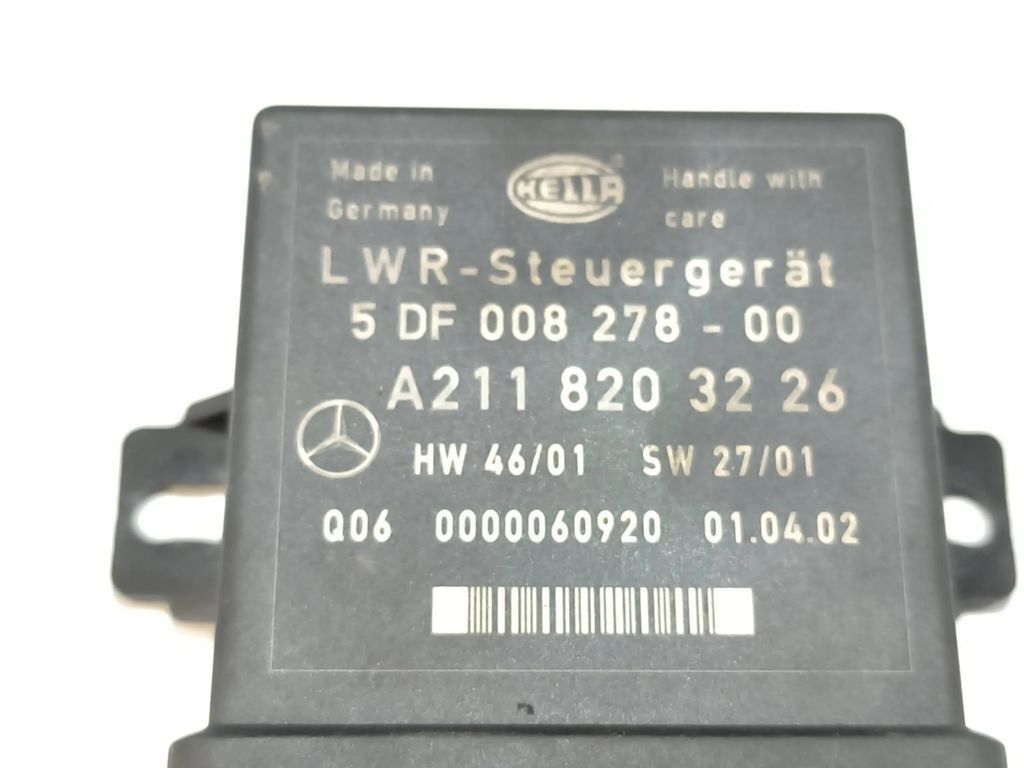 Made in HELLA Handle with
Germany care
LWR-Steuergerät
5 DF 008 278 - 00
A211 820 32 26
HW 46/01 SW 27/01
Q06 0000060920 01.04.02